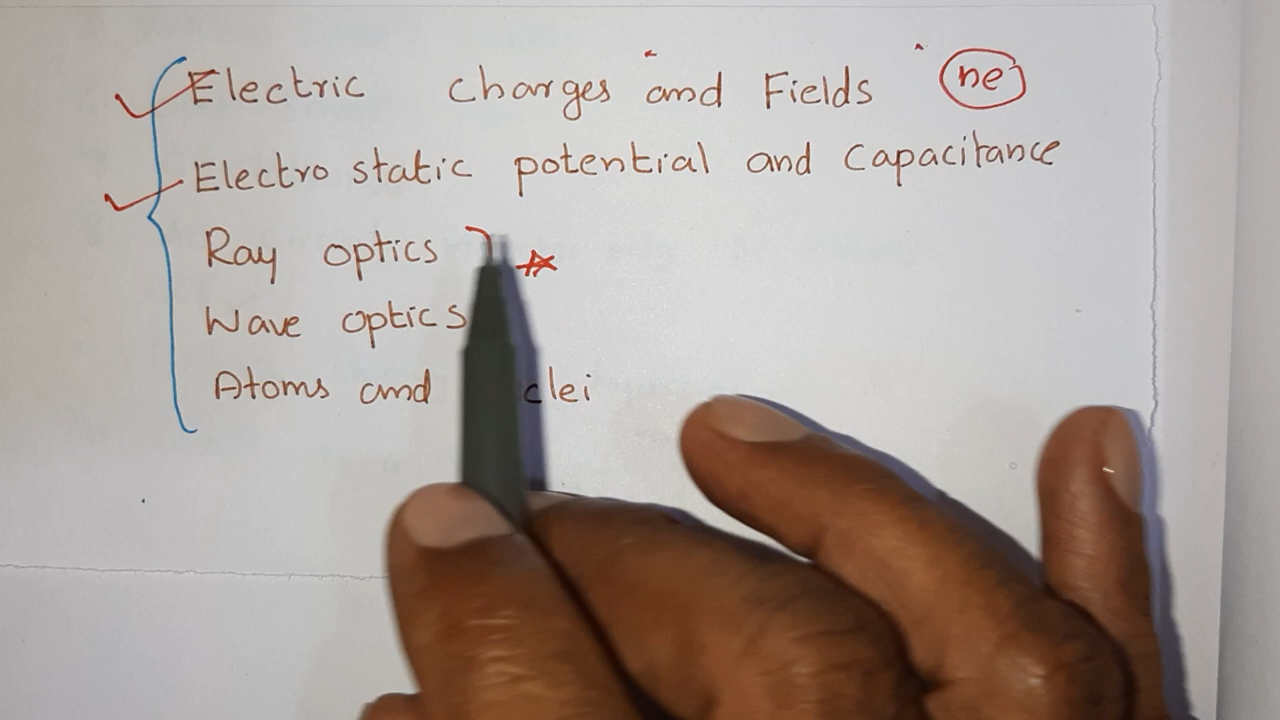 Electric charges and Fields ne
Electro static potential and capacitance
Ray optics
Wave optics
Atoms and clei